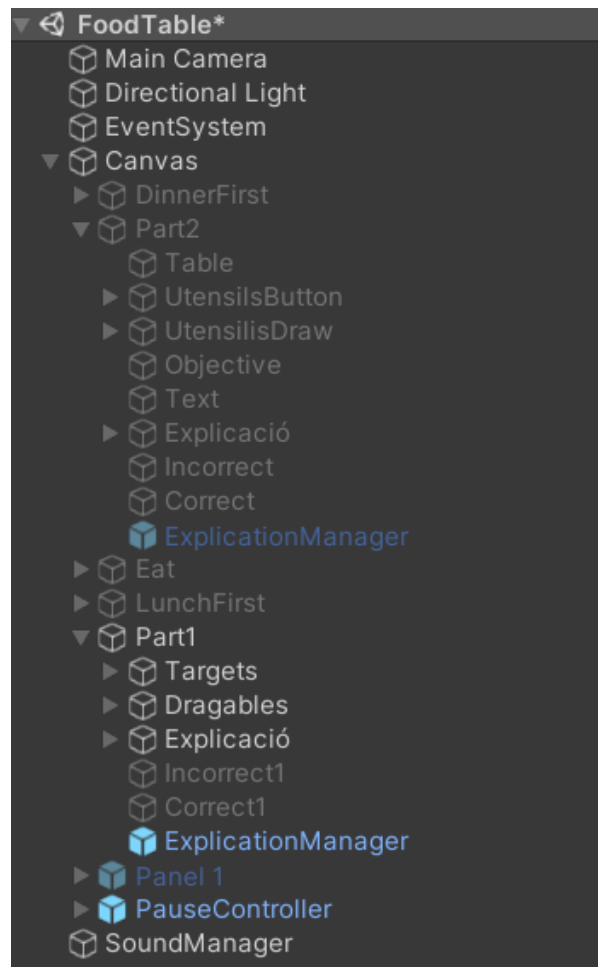 FoodTable*
Main Camera
Directional Light
EventSystem
Canvas
DinnerFirst
Part2
Table
UtensilsButton
UtensilisDraw
Objective
Text
Explicació
Incorrect
Correct
ExplicationManager
Eat
LunchFirst
Part1
Targets
Dragables
Explicació
Incorrect1
Correct1
ExplicationManager
Panel 1
PauseController
SoundManager